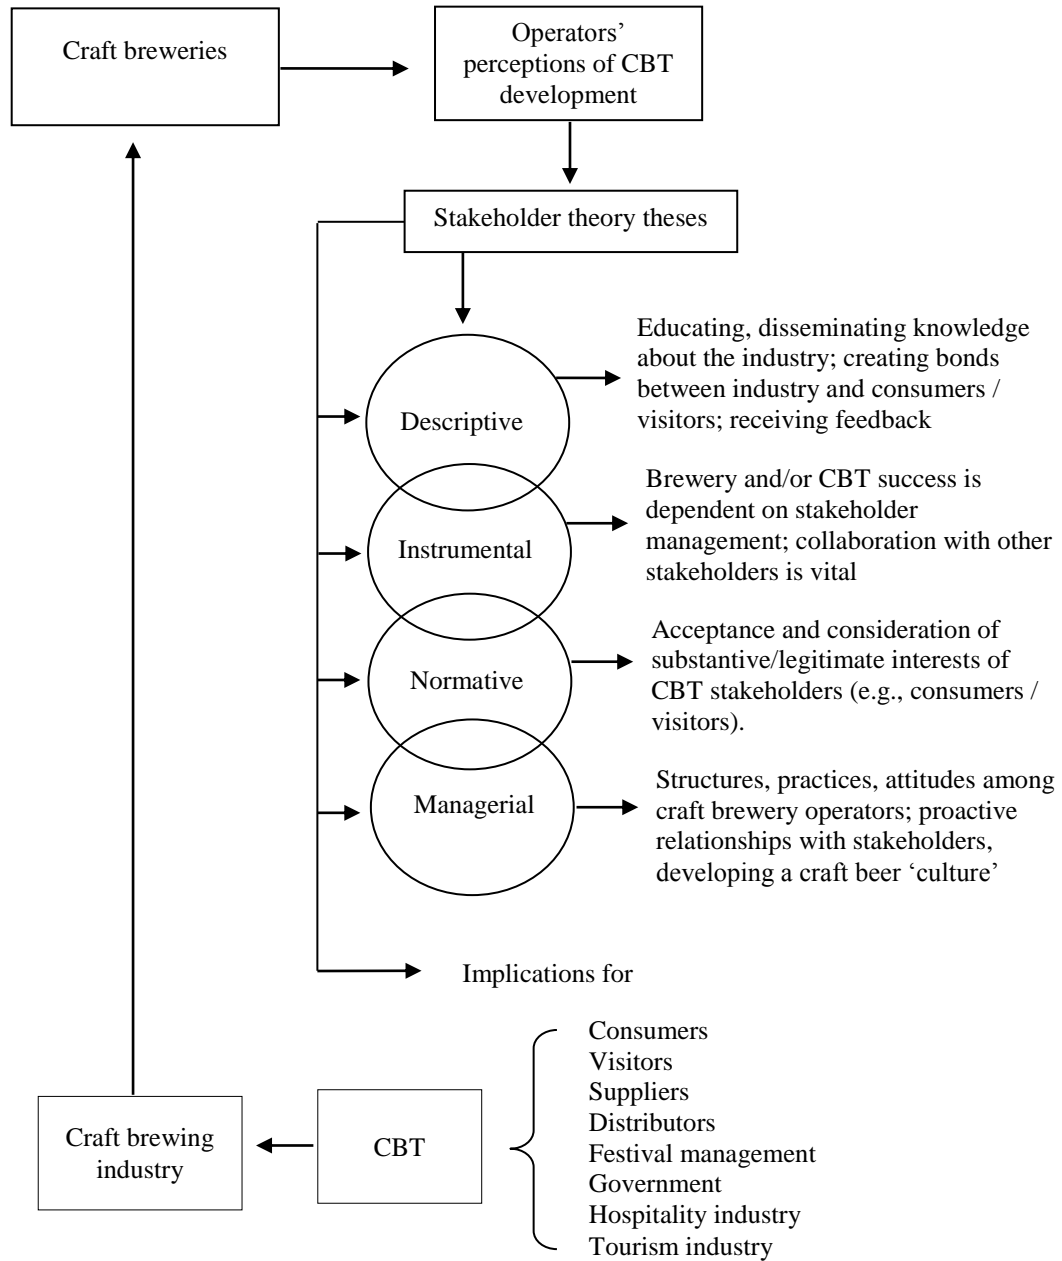 Craft breweries
Operators’
perceptions of CBT
development
Stakeholder theory theses
Descriptive
Educating, disseminating knowledge
about the industry; creating bonds
between industry and consumers /
visitors; receiving feedback
Instrumental
Brewery and/or CBT success is
dependent on stakeholder
management; collaboration with other
stakeholders is vital
Normative
Acceptance and consideration of
substantive/legitimate interests of
CBT stakeholders (e.g., consumers /
visitors).
Managerial
Structures, practices, attitudes among
craft brewery operators; proactive
relationships with stakeholders,
developing a craft beer ‘culture’
Implications for
Consumers
Visitors
Suppliers
Distributors
Festival management
Government
Hospitality industry
Tourism industry
CBT
Craft brewing
industry